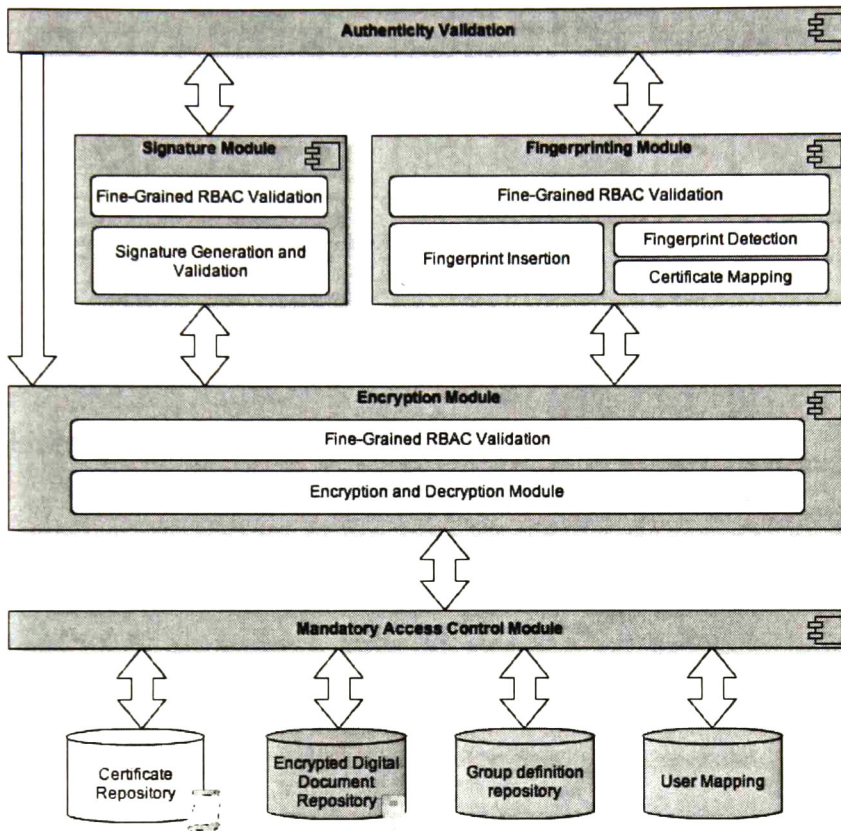 Authenticity Validation
Signature Module
Fine-Grained RBAC Validation
Signature Generation and
Validation
Fingerprinting Module
Fine-Grained RBAC Validation
Fingerprint Insertion
Fingerprint Detection
Certificate Mapping
Encryption Module
Fine-Grained RBAC Validation
Encryption and Decryption Module
Mandatory Access Control Module
Certificate
Repository
Encrypted Digital
Document
Repository
Group definition
repository
User Mapping